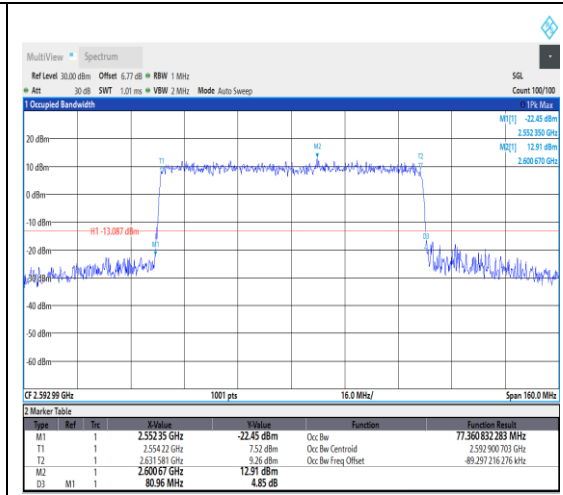 MultiView Spectrum
Ref Level 30.00 dBm Offset 6.77 dB RBW 1 MHz SGL
Att 30 dB SWT 1.01 ms VBW 2 MHz Mode Auto Sweep Count 100/100
1 Occupied Bandwidth 1Pk Max
M1[1] -22.45 dBm
2.552 350 GHz
M2[1] 12.91 dBm
2.600 670 GHz
20 dBm
M2
T1
T2
10 dBm
0 dBm
-10 dBm
H1 -13.087 dBm
D3
M1
-20 dBm
-30 dBm
-40 dBm
-50 dBm
-60 dBm
CF 2.592 99 GHz 1001 pts 16.0 MHz/ Span 160.0 MHz
2 Marker Table
Type Ref Trc X-Value Y-Value Function Function Result
M1 1 2.552 35 GHz -22.45 dBm Occ Bw 77.360 832 283 MHz
T1 1 2.554 22 GHz 7.52 dBm Occ Bw Centroid 2.592 900 703 GHz
T2 1 2.631 581 GHz 9.26 dBm Occ Bw Freq Offset -89.297 216 276 kHz
M2 1 2.600 67 GHz 12.91 dBm
D3 M1 1 80.96 MHz 4.85 dB